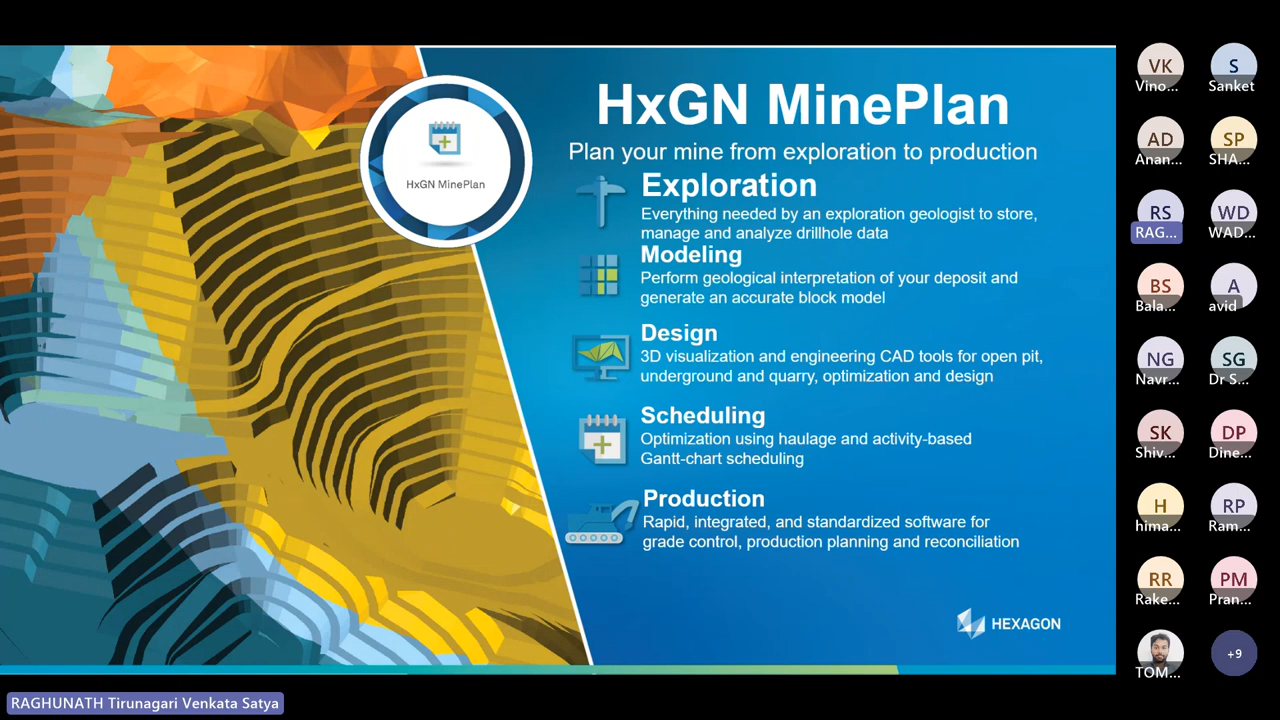 HxGN MinePlan
HxGN MinePlan
Plan your mine from exploration to production
Exploration
Everything needed by an exploration geologist to store,
manage and analyze drillhole data
Modeling
Perform geological interpretation of your deposit and
generate an accurate block model
Design
3D visualization and engineering CAD tools for open pit,
underground and quarry, optimization and design
Scheduling
Optimization using haulage and activity-based
Gantt-chart scheduling
Production
Rapid, integrated, and standardized software for
grade control, production planning and reconciliation
HEXAGON
VK
Vino...
S
Sanket
AD
Anan...
SP
SHA...
RS
RAG...
WD
WAD...
BS
Bala...
A
avid
NG
Navr...
SG
Dr S...
SK
Shiv...
DP
Dine...
H
hima...
RP
Ram...
RR
Rake...
PM
Pran...
TOM...
+9
RAGHUNATH Tirunagari Venkata Satya